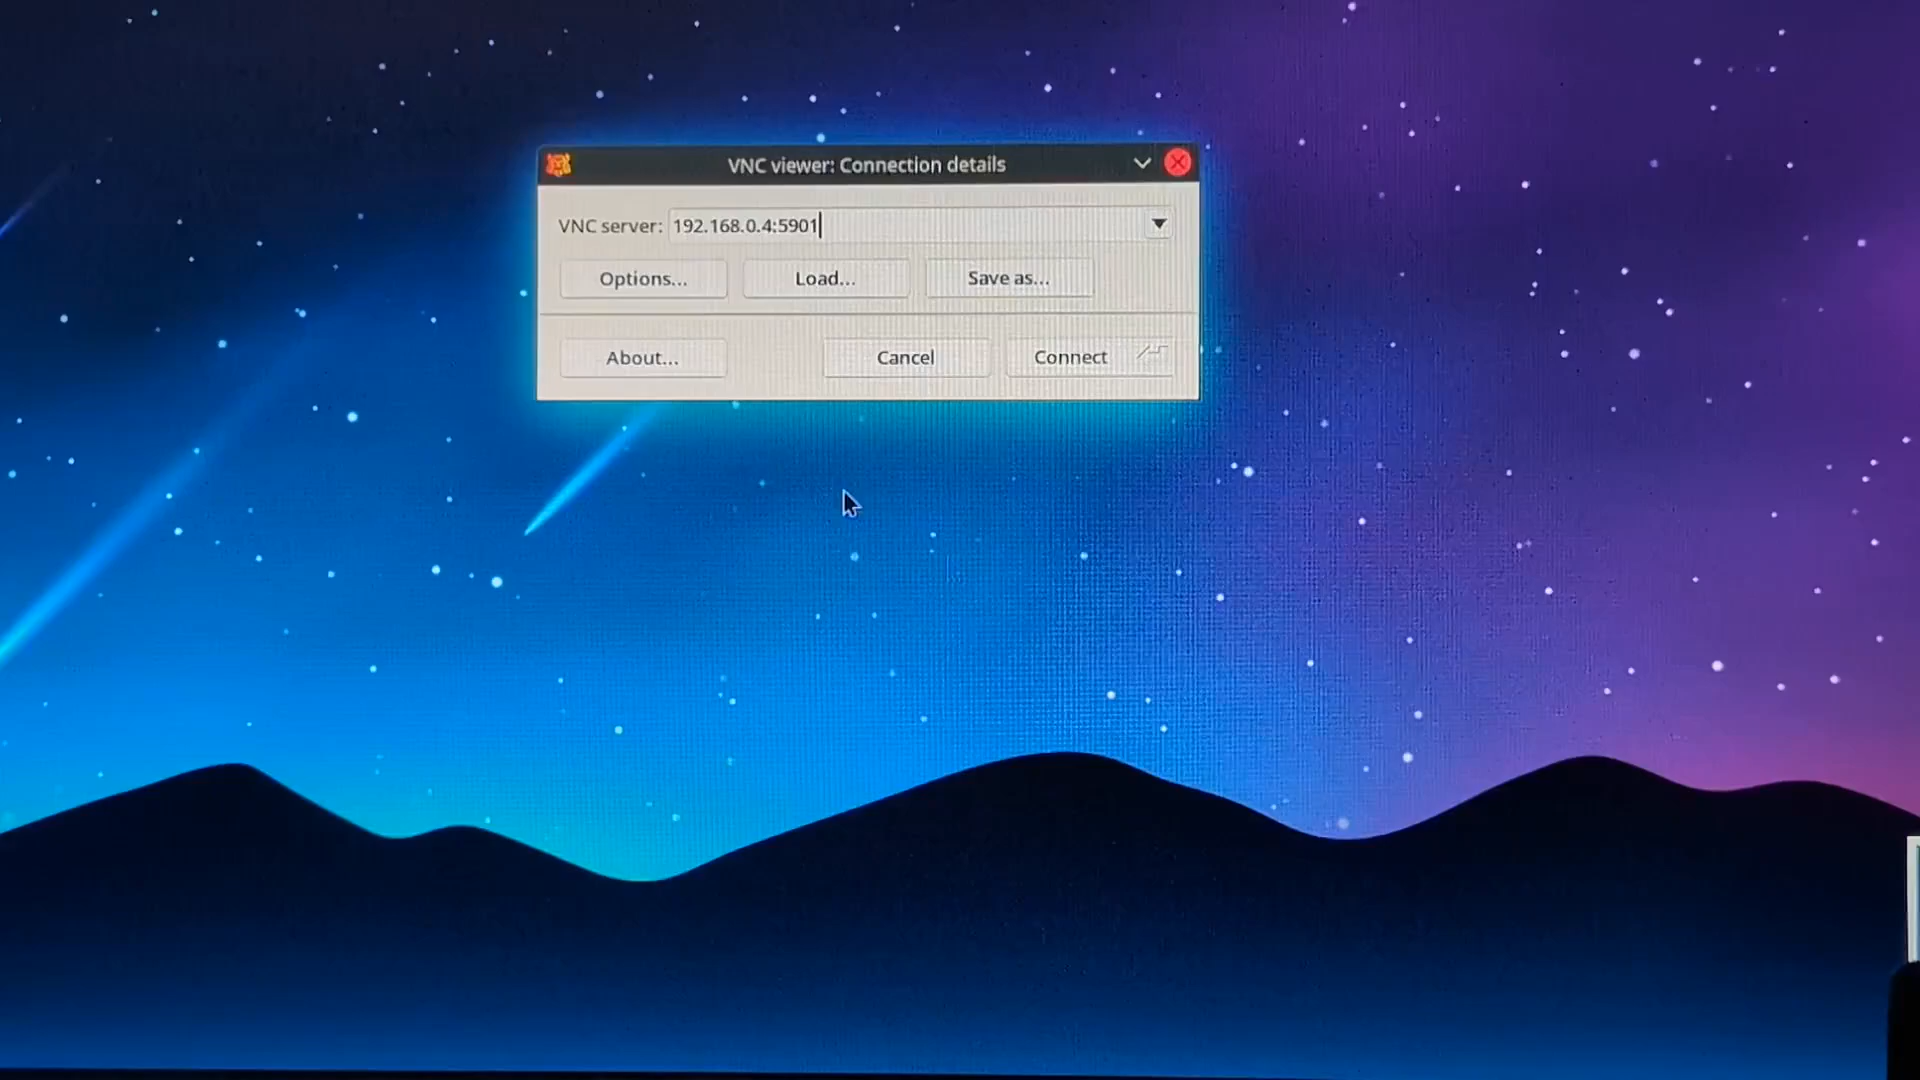 VNC viewer: Connection details
VNC server: 192.168.0.4:5901
Options... Load... Save as...
About... Cancel Connect